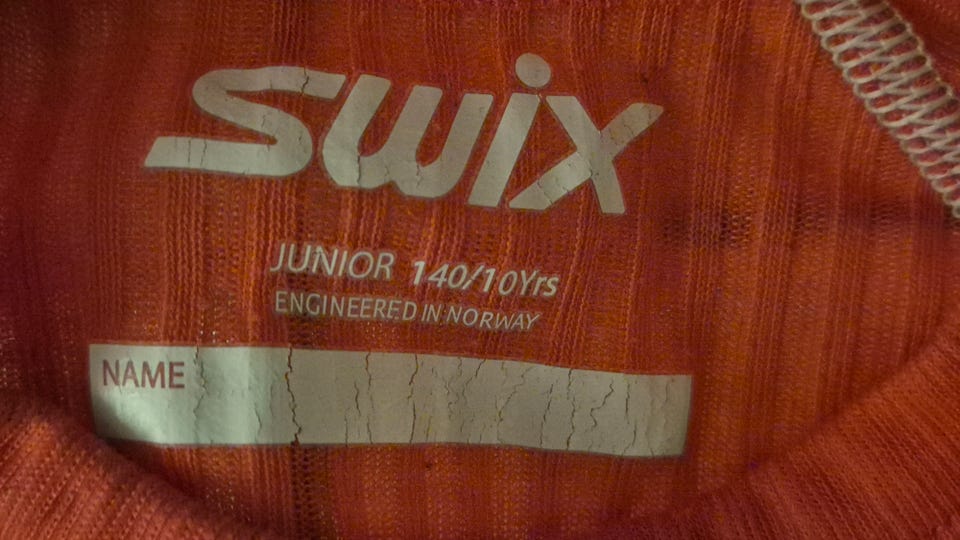 swix
JUNIOR 140/10Yrs
ENGINEERED IN NORWAY
NAME